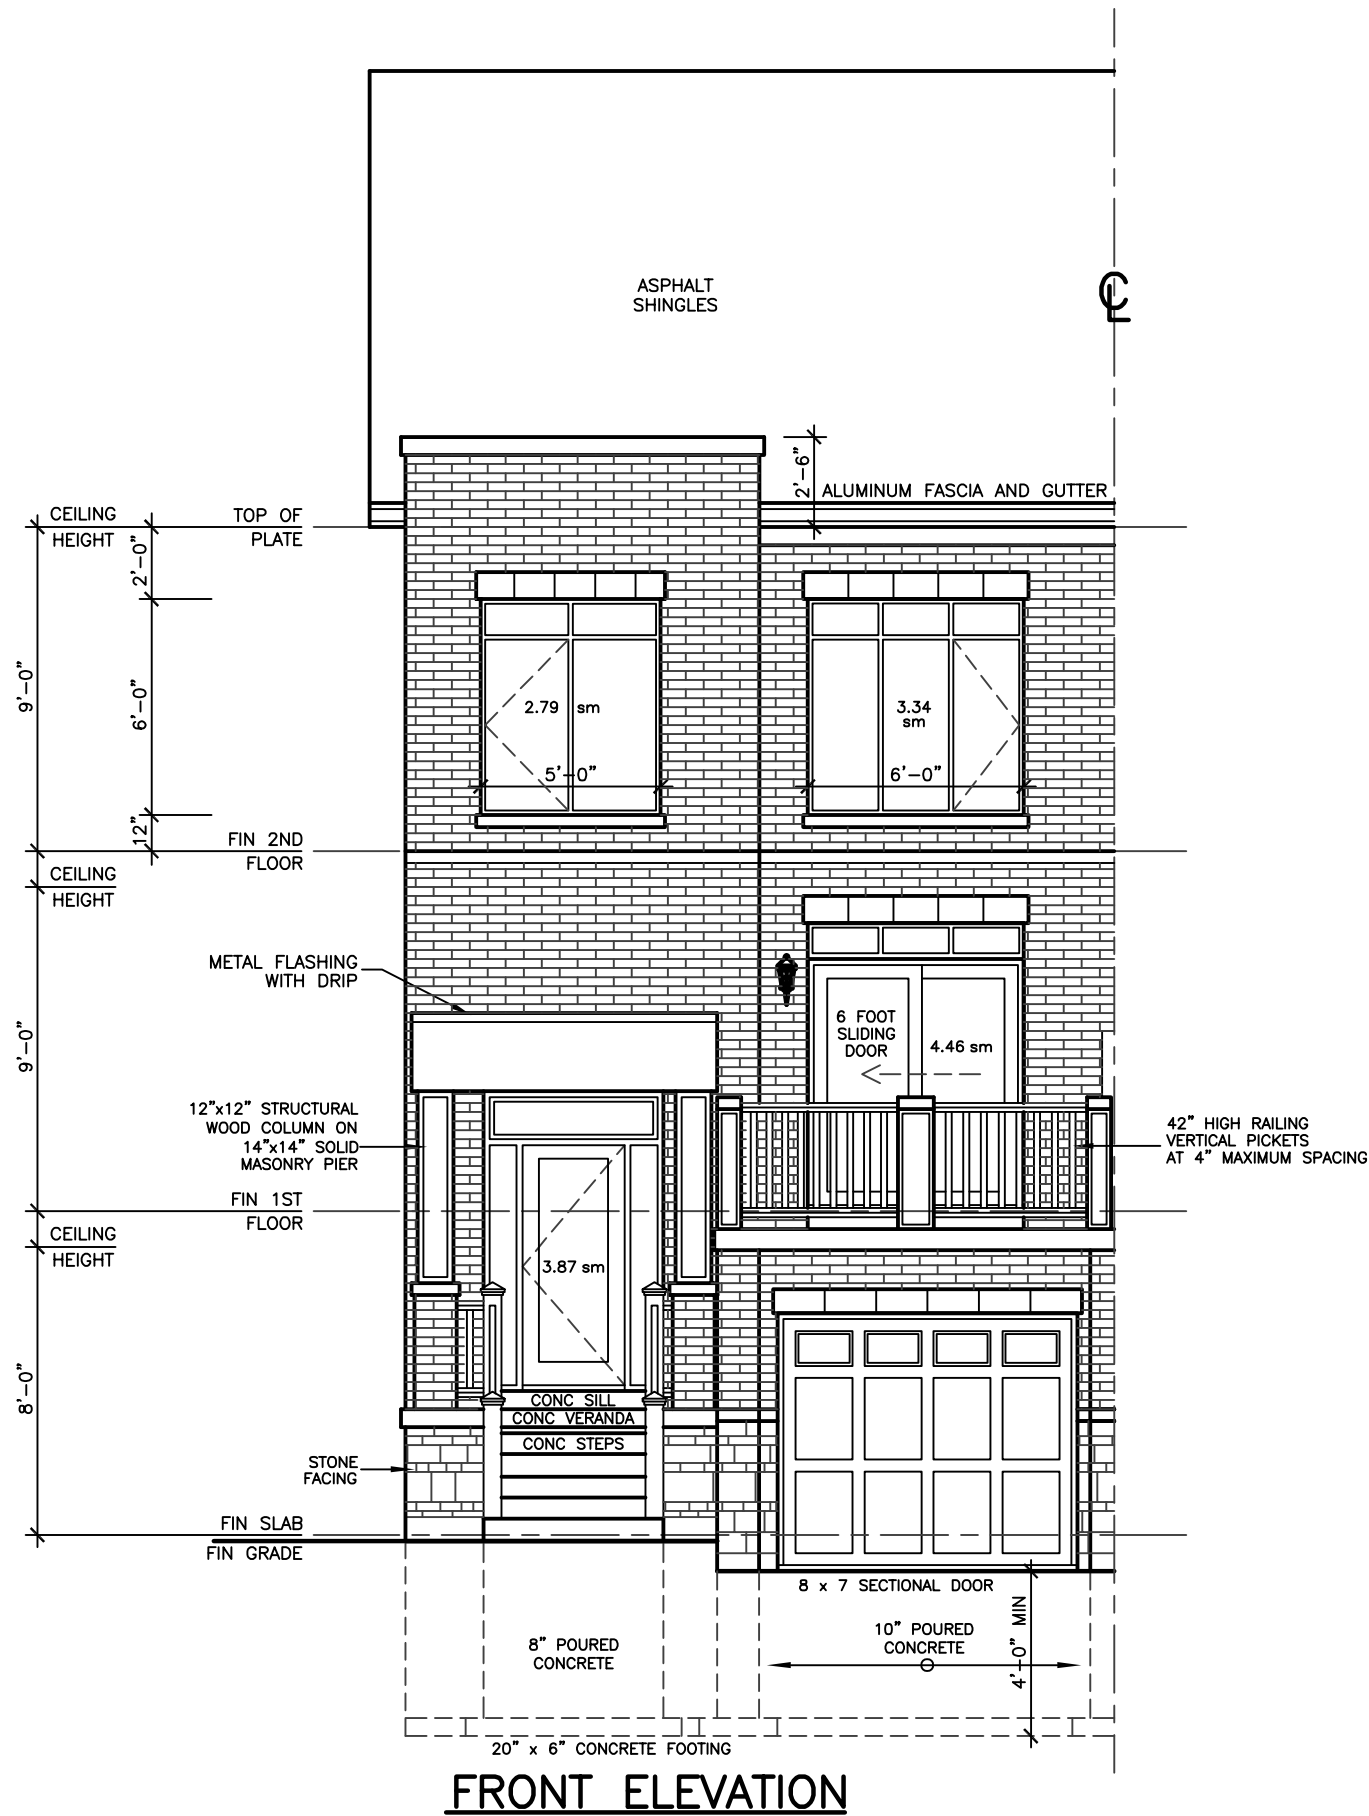 ASPHALT
SHINGLES
CL
2'-6"
ALUMINUM FASCIA AND GUTTER
CEILING
HEIGHT
TOP OF
PLATE
2'-0"
9'-0"
6'-0"
2.79 sm
3.34
sm
5'-0"
6'-0"
12"
FIN 2ND
FLOOR
CEILING
HEIGHT
METAL FLASHING
WITH DRIP
9'-0"
6 FOOT
SLIDING
DOOR
4.46 sm
12"x12" STRUCTURAL
WOOD COLUMN ON
14"x14" SOLID
MASONRY PIER
42" HIGH RAILING
VERTICAL PICKETS
AT 4" MAXIMUM SPACING
FIN 1ST
FLOOR
CEILING
HEIGHT
3.87 sm
8'-0"
CONC SILL
CONC VERANDA
CONC STEPS
STONE
FACING
FIN SLAB
FIN GRADE
8 x 7 SECTIONAL DOOR
8" POURED
CONCRETE
10" POURED
CONCRETE
4'-0" MIN
20" x 6" CONCRETE FOOTING
FRONT ELEVATION